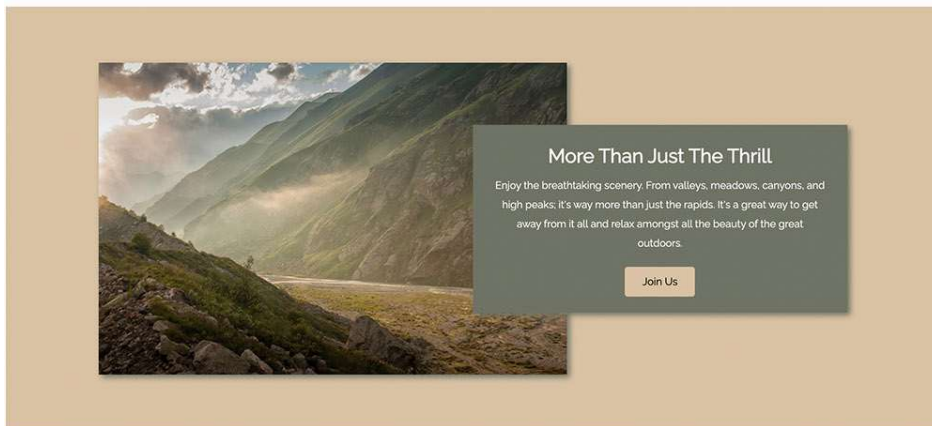 More Than Just The Thrill
Enjoy the breathtaking scenery. From valleys, meadows, canyons, and
high peaks; it's way more than just the rapids. It's a great way to get
away from it all and relax amongst all the beauty of the great
outdoors.
Join Us